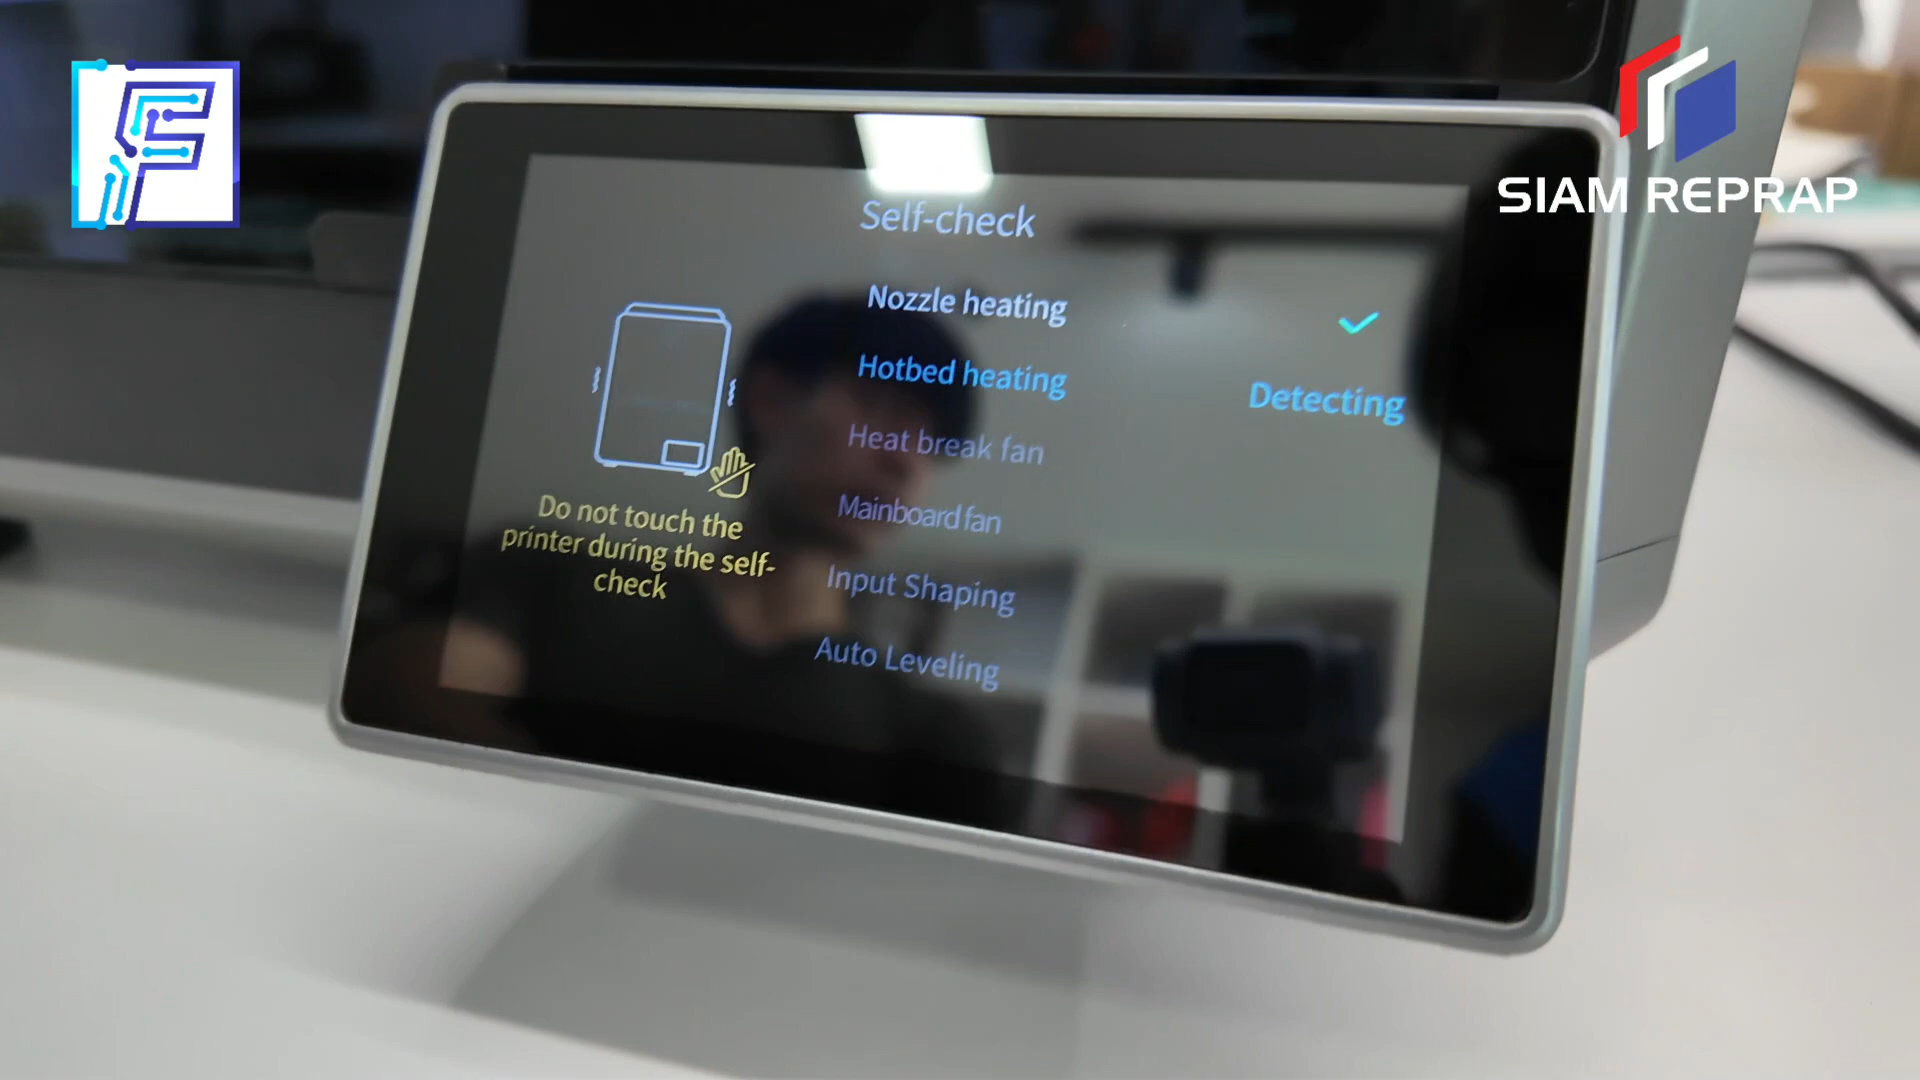 F
SIAM REPRAP
Self-check
Nozzle heating
Hotbed heating
Detecting
Heat break fan
Mainboard fan
Input Shaping
Auto Leveling
Do not touch the
printer during the self-
check